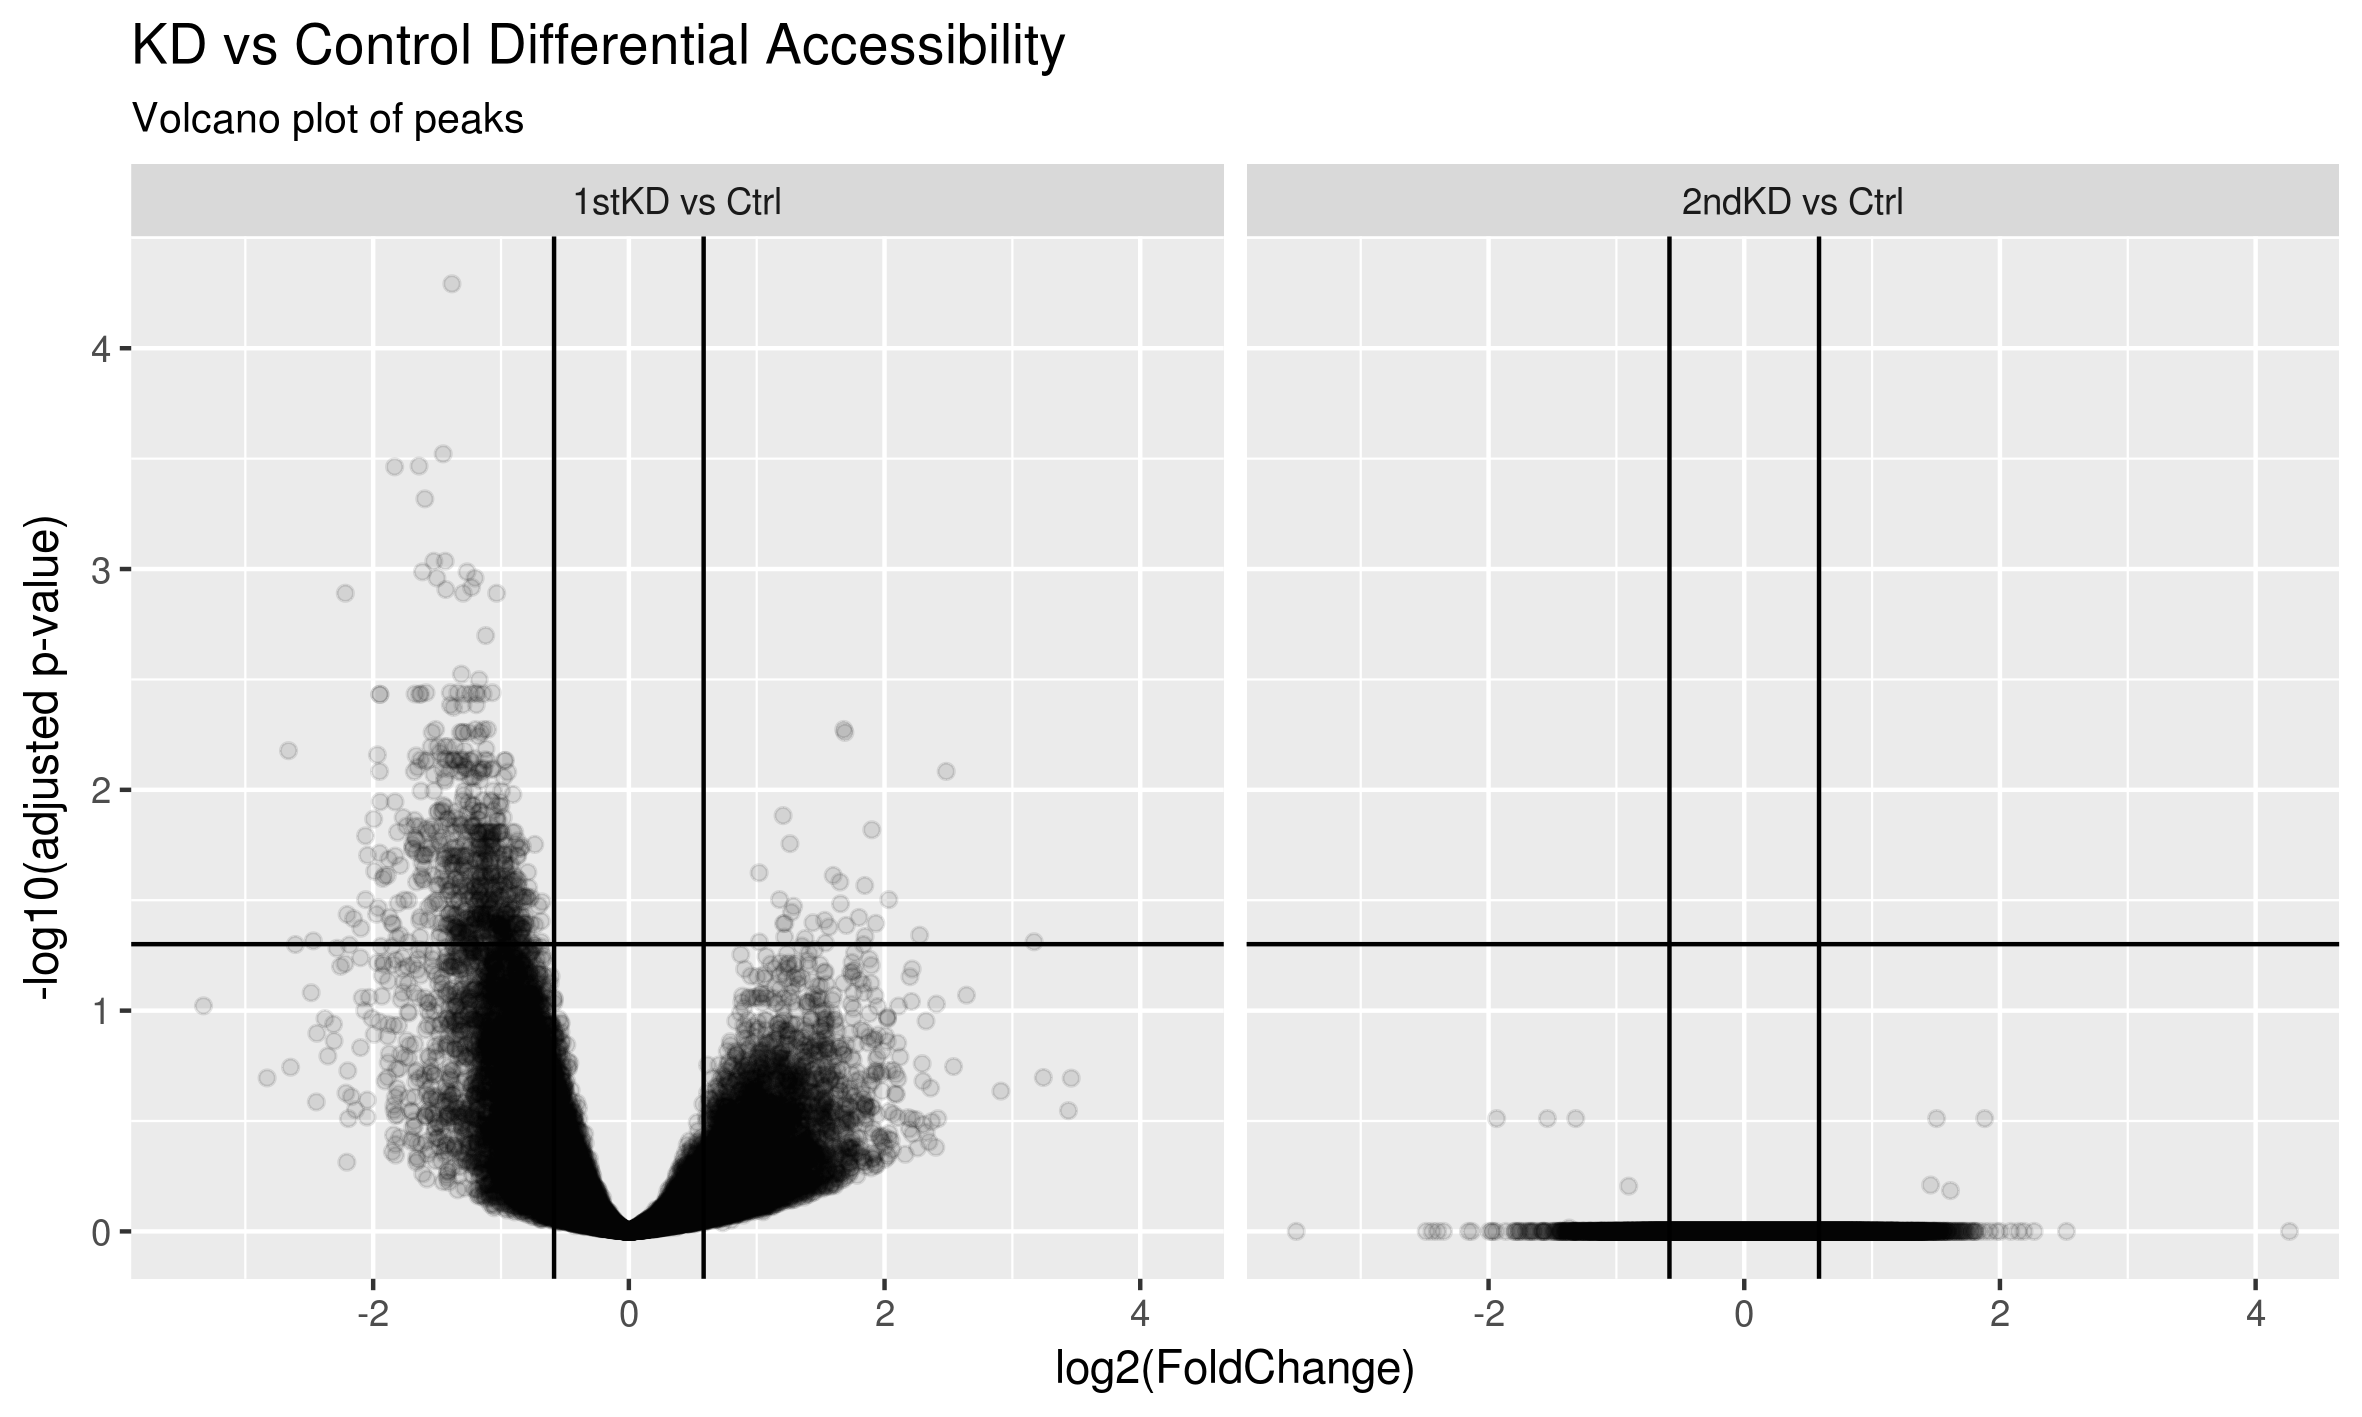 KD vs Control Differential Accessibility
Volcano plot of peaks
1stKD vs Ctrl
2ndKD vs Ctrl
-log10(adjusted p-value)
4
3
2
1
0
-2 0 2 4
-2 0 2 4
log2(FoldChange)